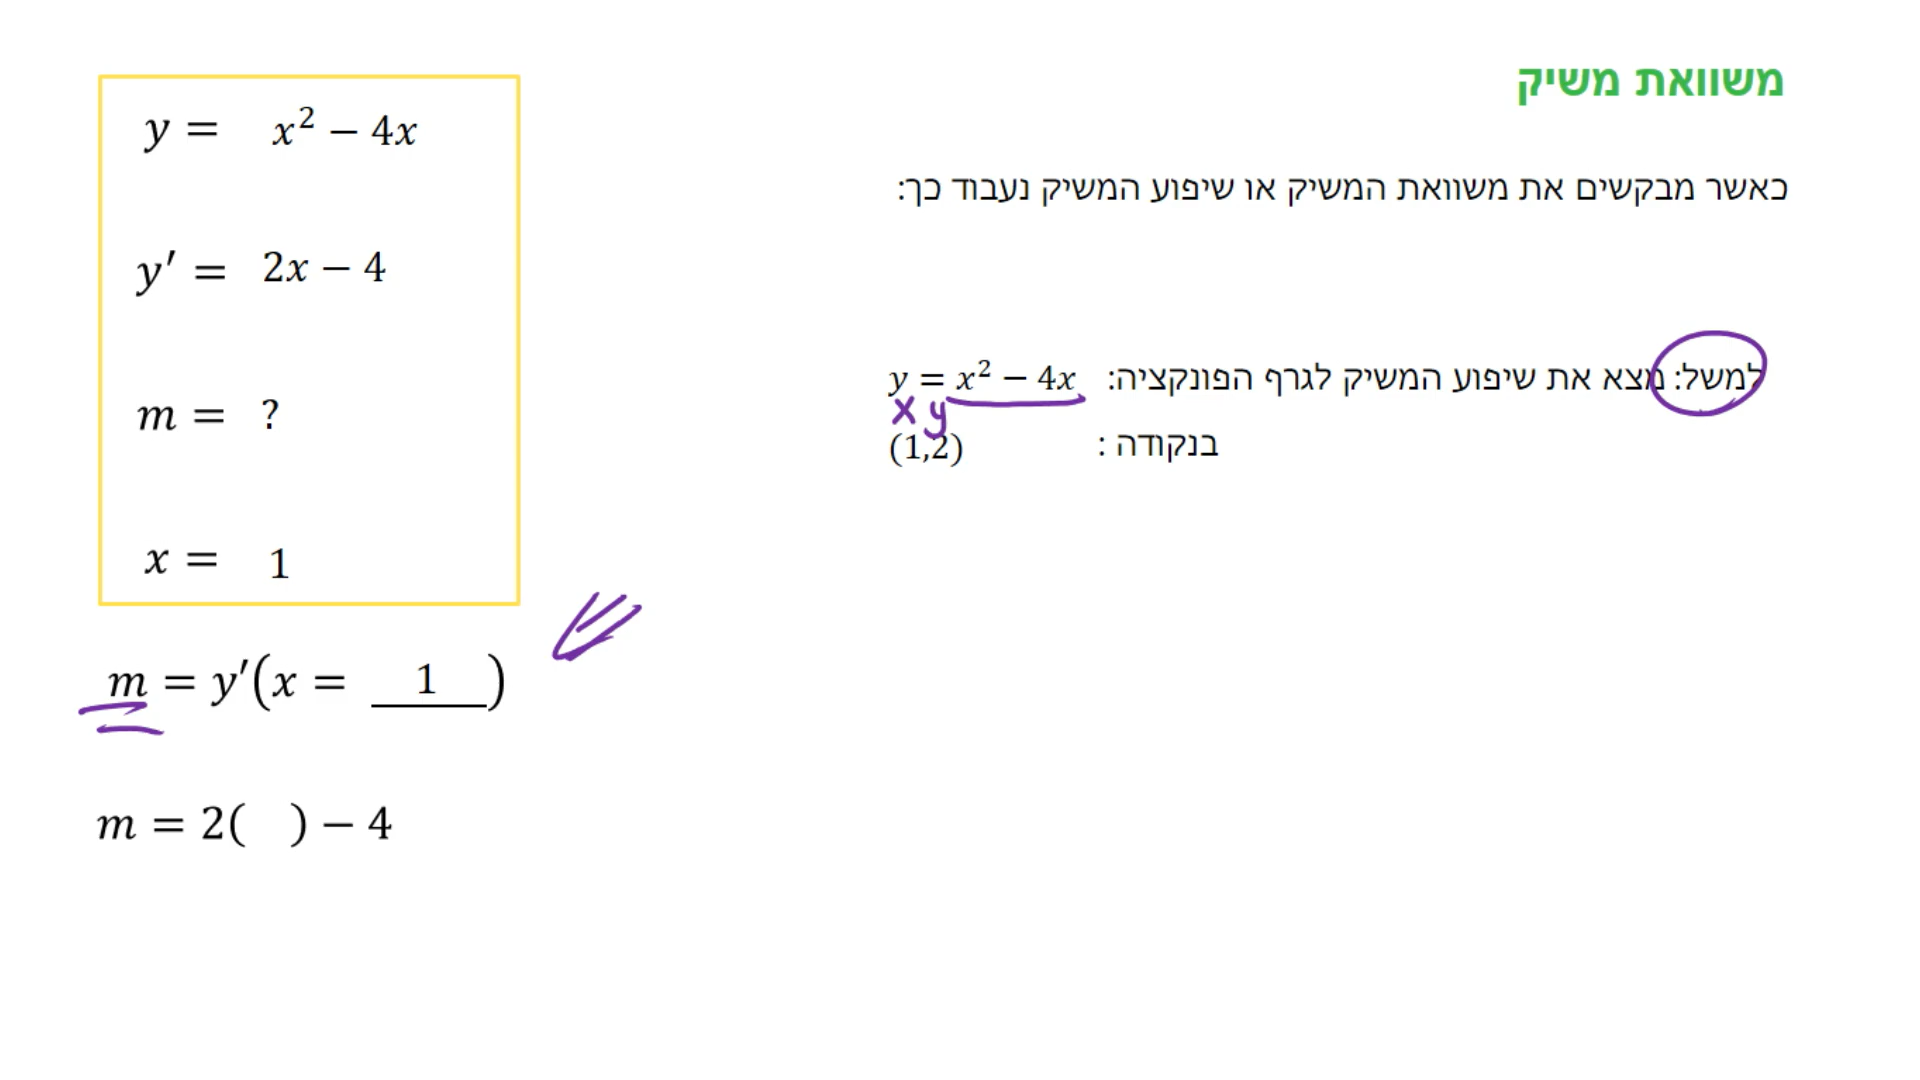 משוואת משיק
כאשר מבקשים את משוואת המשיק או שיפוע המשיק נעבוד כך:
למשל: מצא את שיפוע המשיק לגרף הפונקציה: y = x² − 4x
x y
בנקודה : (1,2)
y = x² − 4x
y′ = 2x − 4
m = ?
x = 1
m = y′(x = __1__)
m = 2( ) − 4